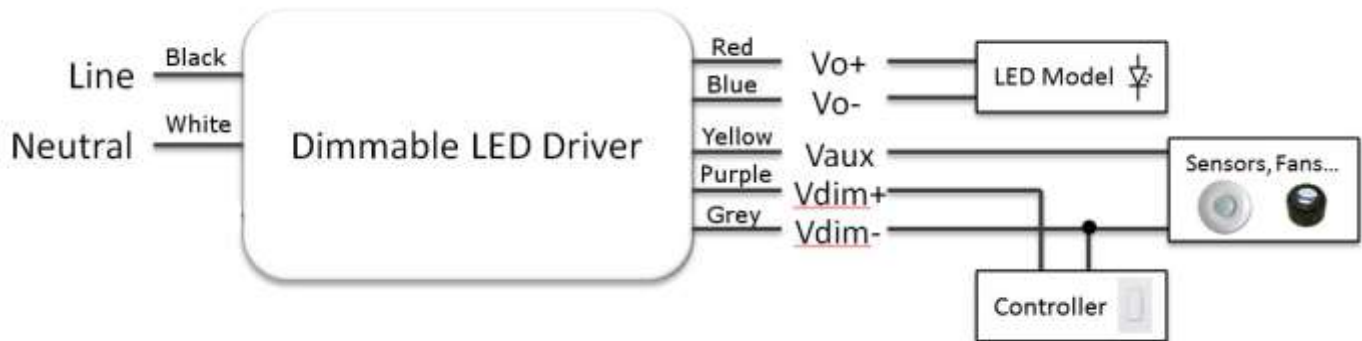 Line
Black
Neutral
White
Dimmable LED Driver
Red
Vo+
Blue
Vo-
LED Model
Yellow
Vaux
Purple
Vdim+
Grey
Vdim-
Sensors, Fans...
Controller